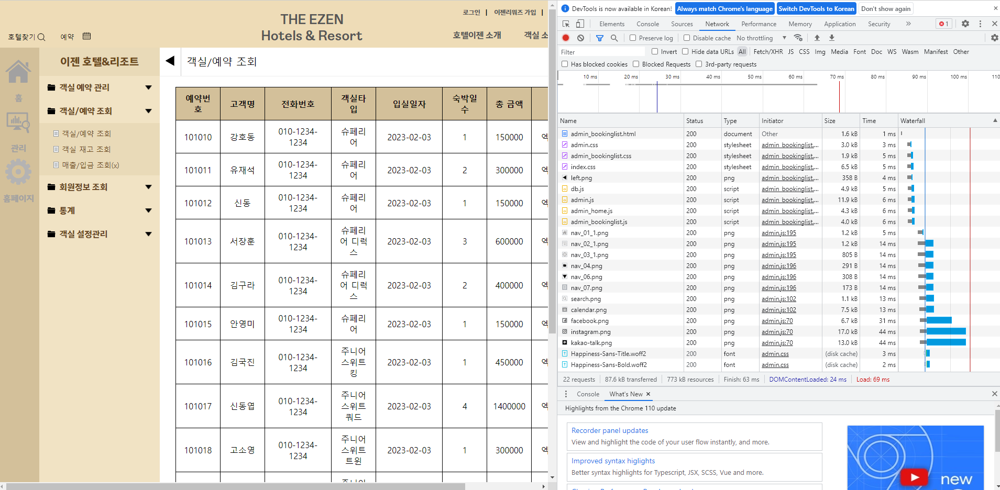 로그인 | 이젠리워즈 가입 |
THE EZEN
Hotels & Resort
호텔찾기
예약
호텔이젠 소개
객실 소
홈
관리
홈페이지
이젠 호텔&리조트
객실 예약 관리
객실/예약 조회
객실/예약 조회
객실 재고 조회
매출/입금 조회(x)
회원정보 조회
통계
객실 설정관리
객실/예약 조회
예약번호 고객명 전화번호 객실타입 입실일자 숙박일수 총 금액
101010 강호동 010-1234-1234 슈페리어 2023-02-03 1 150000 엑
101011 유재석 010-1234-1234 슈페리어 2023-02-03 2 300000 엑
101012 신동 010-1234-1234 슈페리어 2023-02-03 1 150000 엑
101013 서장훈 010-1234-1234 슈페리어 디럭스 2023-02-03 3 600000 엑
101014 김구라 010-1234-1234 슈페리어 디럭스 2023-02-03 2 400000 엑
101015 안영미 010-1234-1234 슈페리어 2023-02-03 1 150000 엑
101016 김국진 010-1234-1234 주니어 스위트 킹 2023-02-03 1 450000 엑
101017 신동엽 010-1234-1234 주니어 스위트 쿼드 2023-02-03 4 1400000 엑
101018 고소영 010-1234-1234 주니어 스위트 트윈 2023-02-03 1 300000 엑
DevTools is now available in Korean! Always match Chrome's language Switch DevTools to Korean Don't show again
Elements Console Sources Network Performance Memory Application Security 1
Preserve log Disable cache No throttling
Filter Invert Hide data URLs All Fetch/XHR JS CSS Img Media Font Doc WS Wasm Manifest Other
Has blocked cookies Blocked Requests 3rd-party requests
10 ms 20 ms 30 ms 40 ms 50 ms 60 ms 70 ms 80 ms 90 ms 100 ms 110
Name Status Type Initiator Size Time Waterfall
admin_bookinglist.html 200 document Other 1.6 kB 1 ms
admin.css 200 stylesheet admin_bookinglist.... 3.0 kB 3 ms
admin_bookinglist.css 200 stylesheet admin_bookinglist.... 1.9 kB 5 ms
index.css 200 stylesheet admin_bookinglist.... 6.5 kB 5 ms
left.png 200 png admin_bookinglist.... 358 B 4 ms
db.js 200 script admin_bookinglist.... 4.9 kB 5 ms
admin.js 200 script admin_bookinglist.... 11.9 kB 6 ms
admin_home.js 200 script admin_bookinglist.... 4.3 kB 6 ms
admin_bookinglist.js 200 script admin_bookinglist.... 4.0 kB 6 ms
nav_01_1.png 200 png admin.js:195 1.2 kB 5 ms
nav_02_1.png 200 png admin.js:195 1.2 kB 14 ms
nav_03_1.png 200 png admin.js:195 805 B 14 ms
nav_04.png 200 png admin.js:196 291 B 14 ms
nav_06.png 200 png admin.js:196 308 B 14 ms
nav_07.png 200 png admin.js:196 173 B 14 ms
search.png 200 png admin.js:102 1.1 kB 13 ms
calendar.png 200 png admin.js:102 7.5 kB 13 ms
facebook.png 200 png admin.js:70 6.7 kB 31 ms
instagram.png 200 png admin.js:70 17.0 kB 44 ms
kakao-talk.png 200 png admin.js:70 13.0 kB 44 ms
Happiness-Sans-Title.woff2 200 font admin.css (disk cache) 3 ms
Happiness-Sans-Bold.woff2 200 font admin.css (disk cache) 2 ms
22 requests 87.6 kB transferred 773 kB resources Finish: 63 ms DOMContentLoaded: 24 ms Load: 69 ms
Console What's New
Highlights from the Chrome 110 update
Recorder panel updates
View and highlight the code of your user flow instantly, and more.
Improved syntax higlights
Better syntax highlights for Typescript, JSX, SCSS, Vue and more.
new